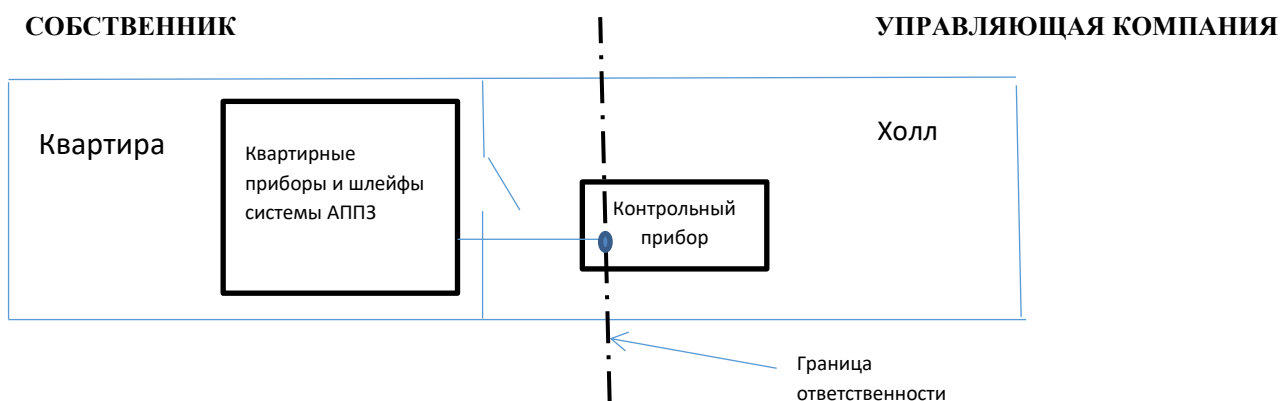 СОБСТВЕННИК
УПРАВЛЯЮЩАЯ КОМПАНИЯ
Квартира
Квартирные
приборы и шлейфы
системы АППЗ
Контрольный
прибор
Холл
Граница
ответственности